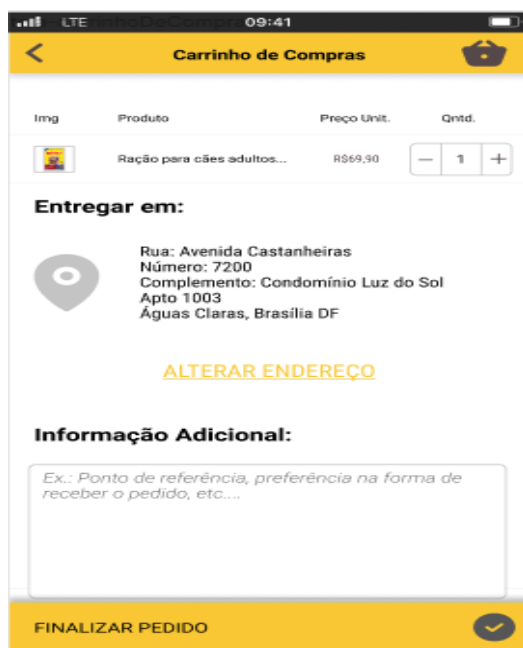 LTE 09:41
Carrinho de Compras
Img Produto Preço Unit. Qntd.
Ração para cães adultos... R$69,90 — 1 +
Entregar em:
Rua: Avenida Castanheiras
Número: 7200
Complemento: Condomínio Luz do Sol
Apto 1003
Águas Claras, Brasília DF
ALTERAR ENDEREÇO
Informação Adicional:
Ex.: Ponto de referência, preferência na forma de
receber o pedido, etc....
FINALIZAR PEDIDO